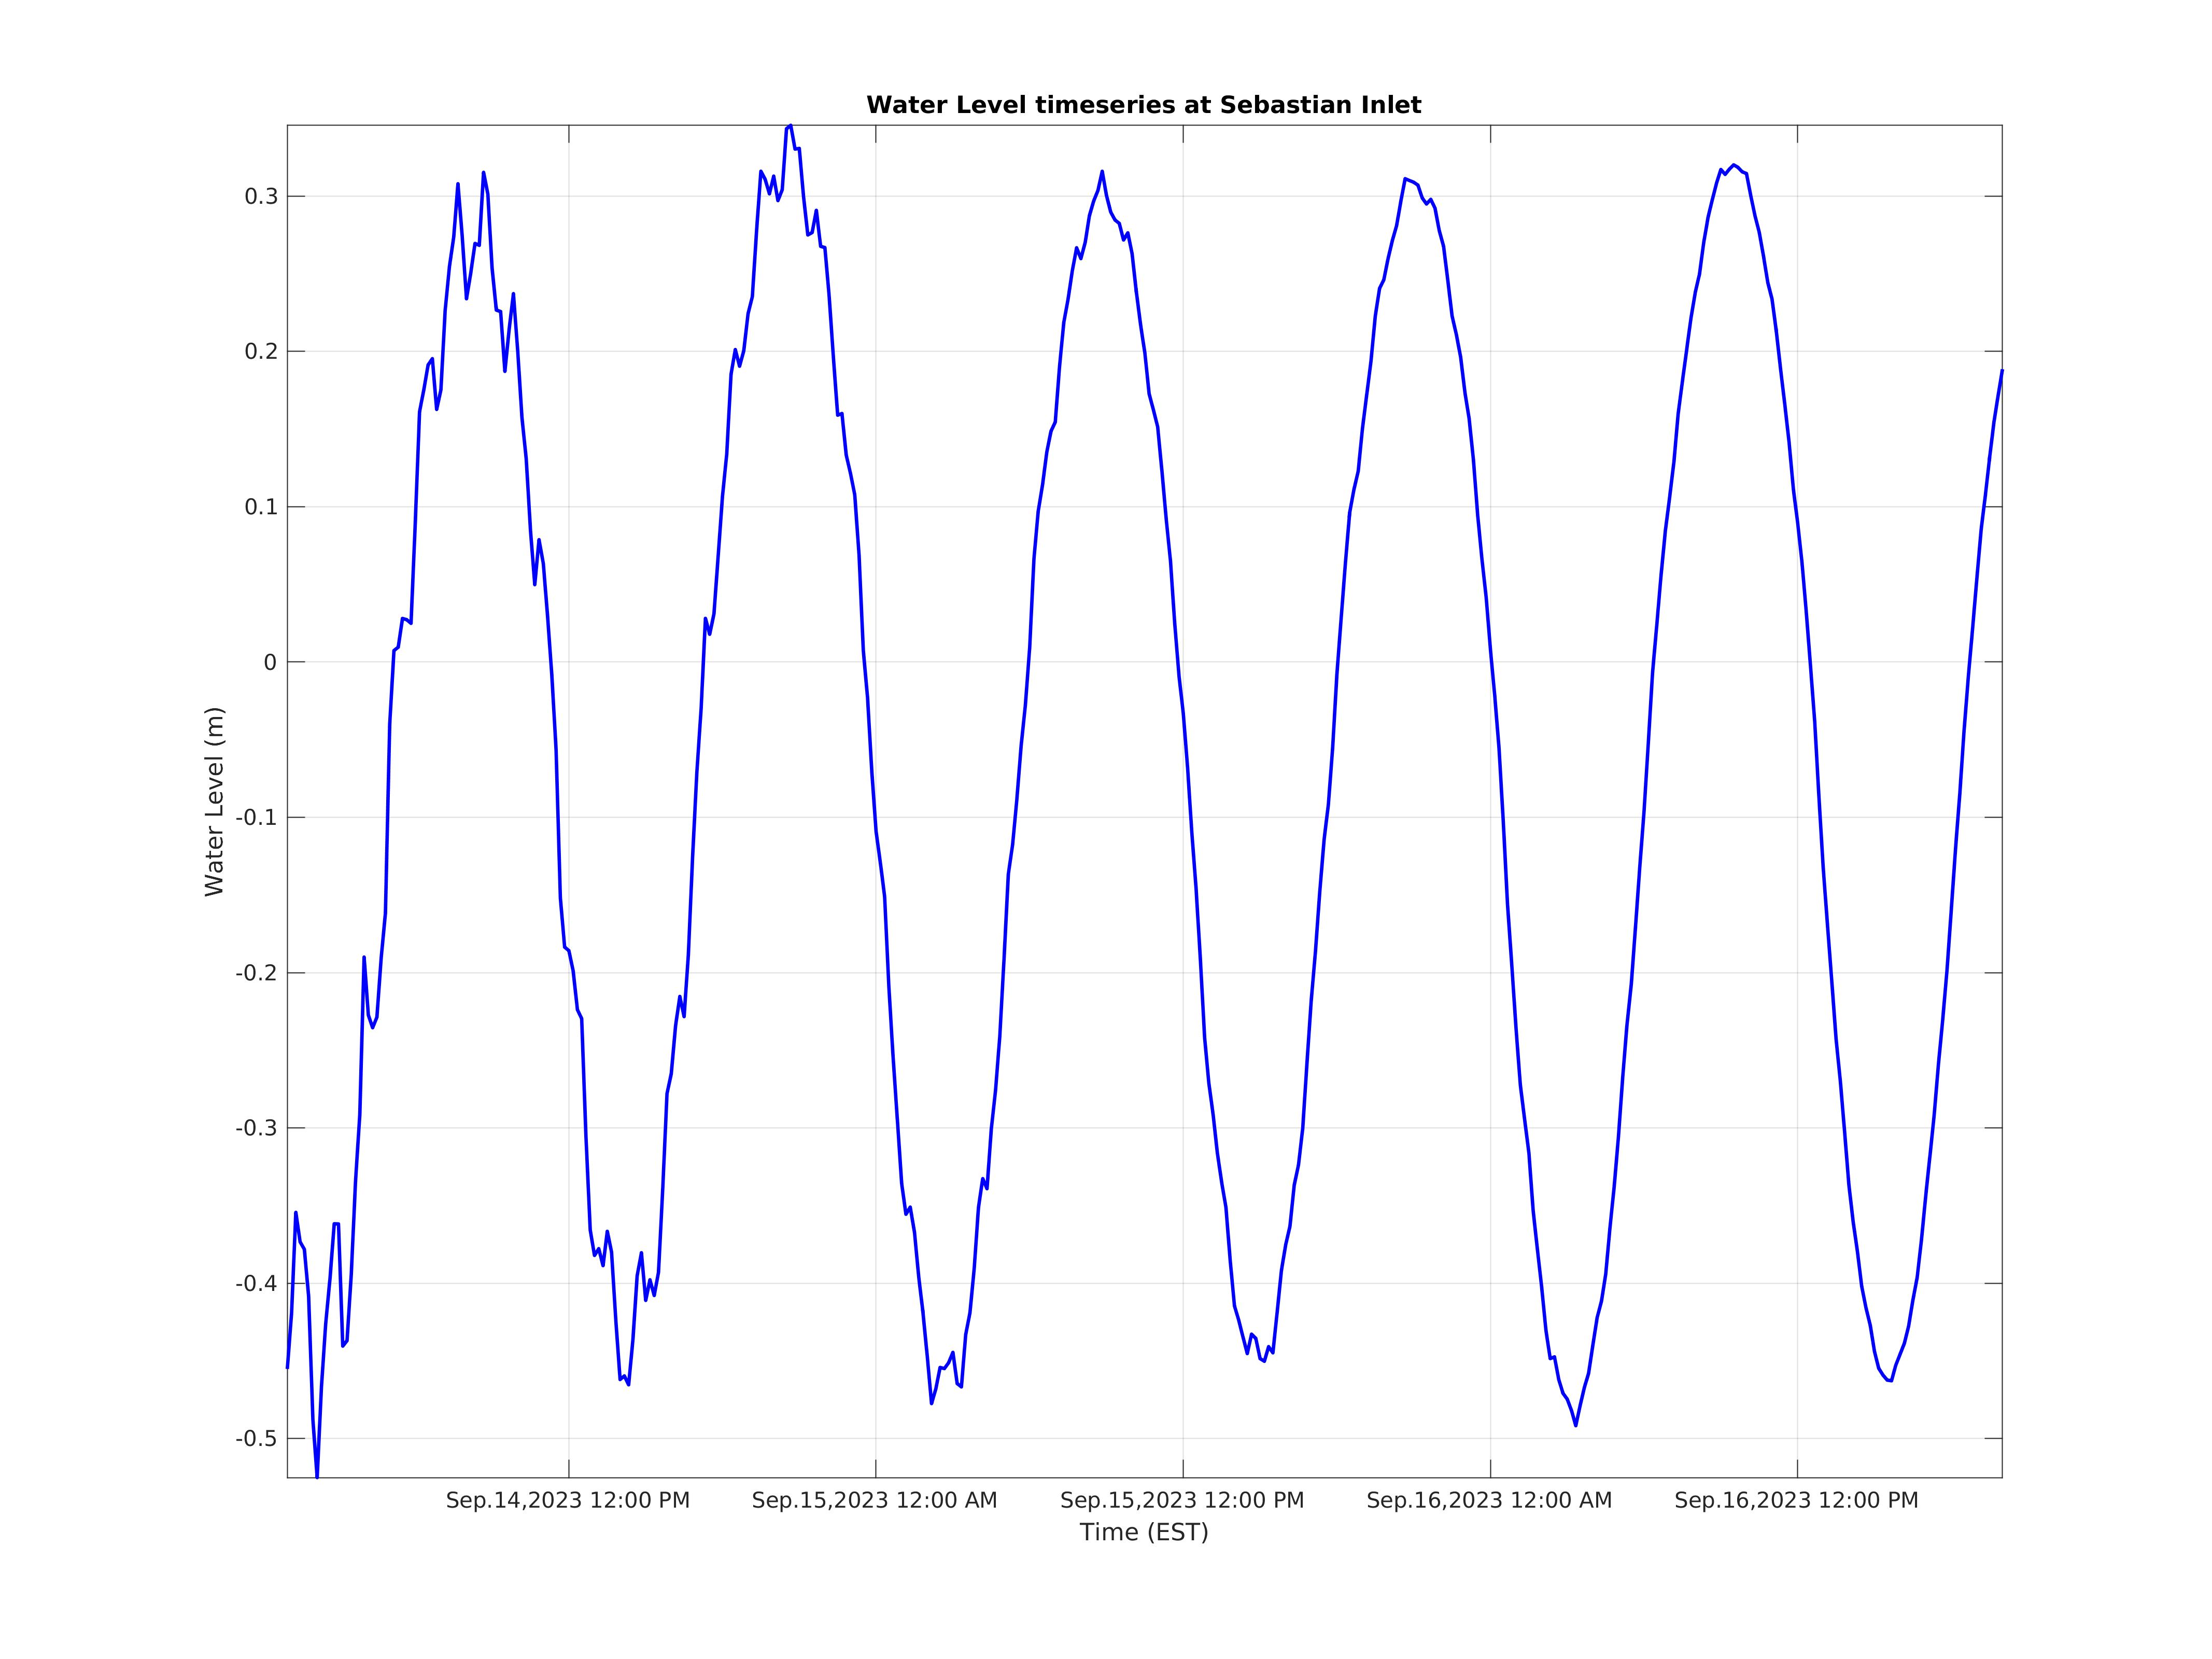 Water Level timeseries at Sebastian Inlet
0.3
0.2
0.1
0
-0.1
-0.2
-0.3
-0.4
-0.5
Water Level (m)
Sep.14,2023 12:00 PM
Sep.15,2023 12:00 AM
Sep.15,2023 12:00 PM
Sep.16,2023 12:00 AM
Sep.16,2023 12:00 PM
Time (EST)